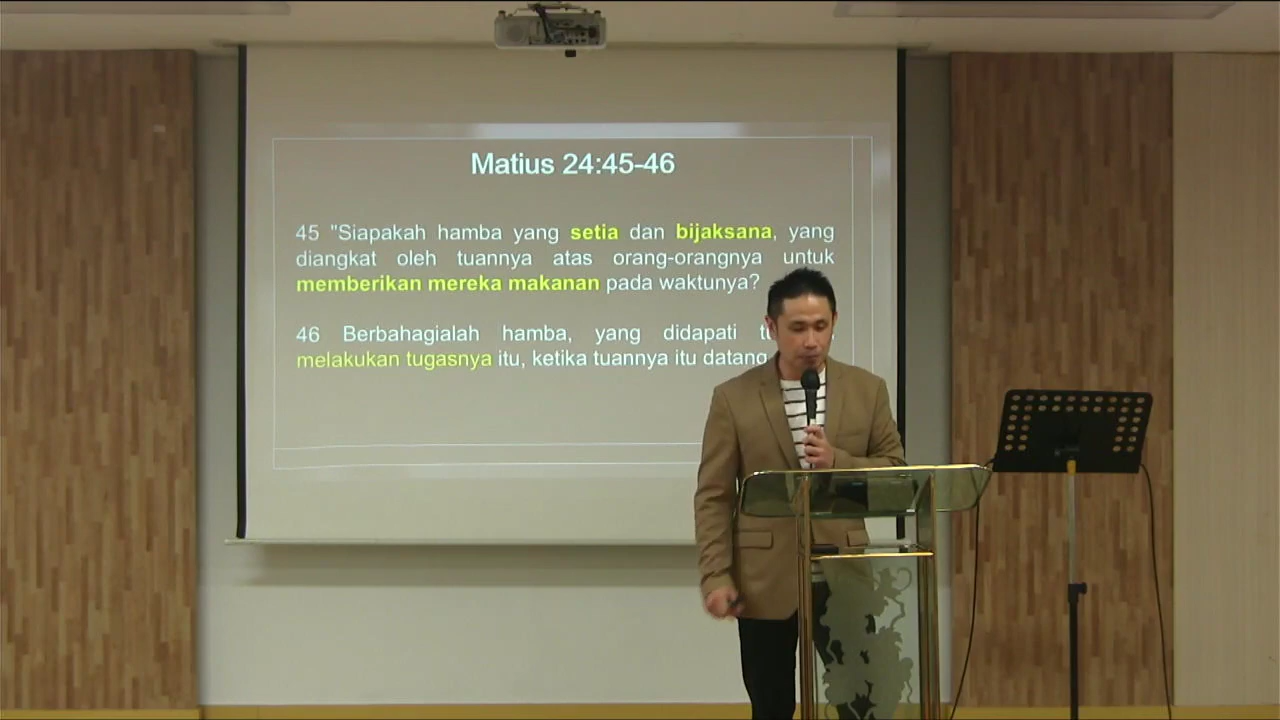 Matius 24:45-46
45 "Siapakah hamba yang setia dan bijaksana, yang
diangkat oleh tuannya atas orang-orangnya untuk
memberikan mereka makanan pada waktunya?
46 Berbahagialah hamba, yang didapati
melakukan tugasnya itu, ketika tuannya itu datang